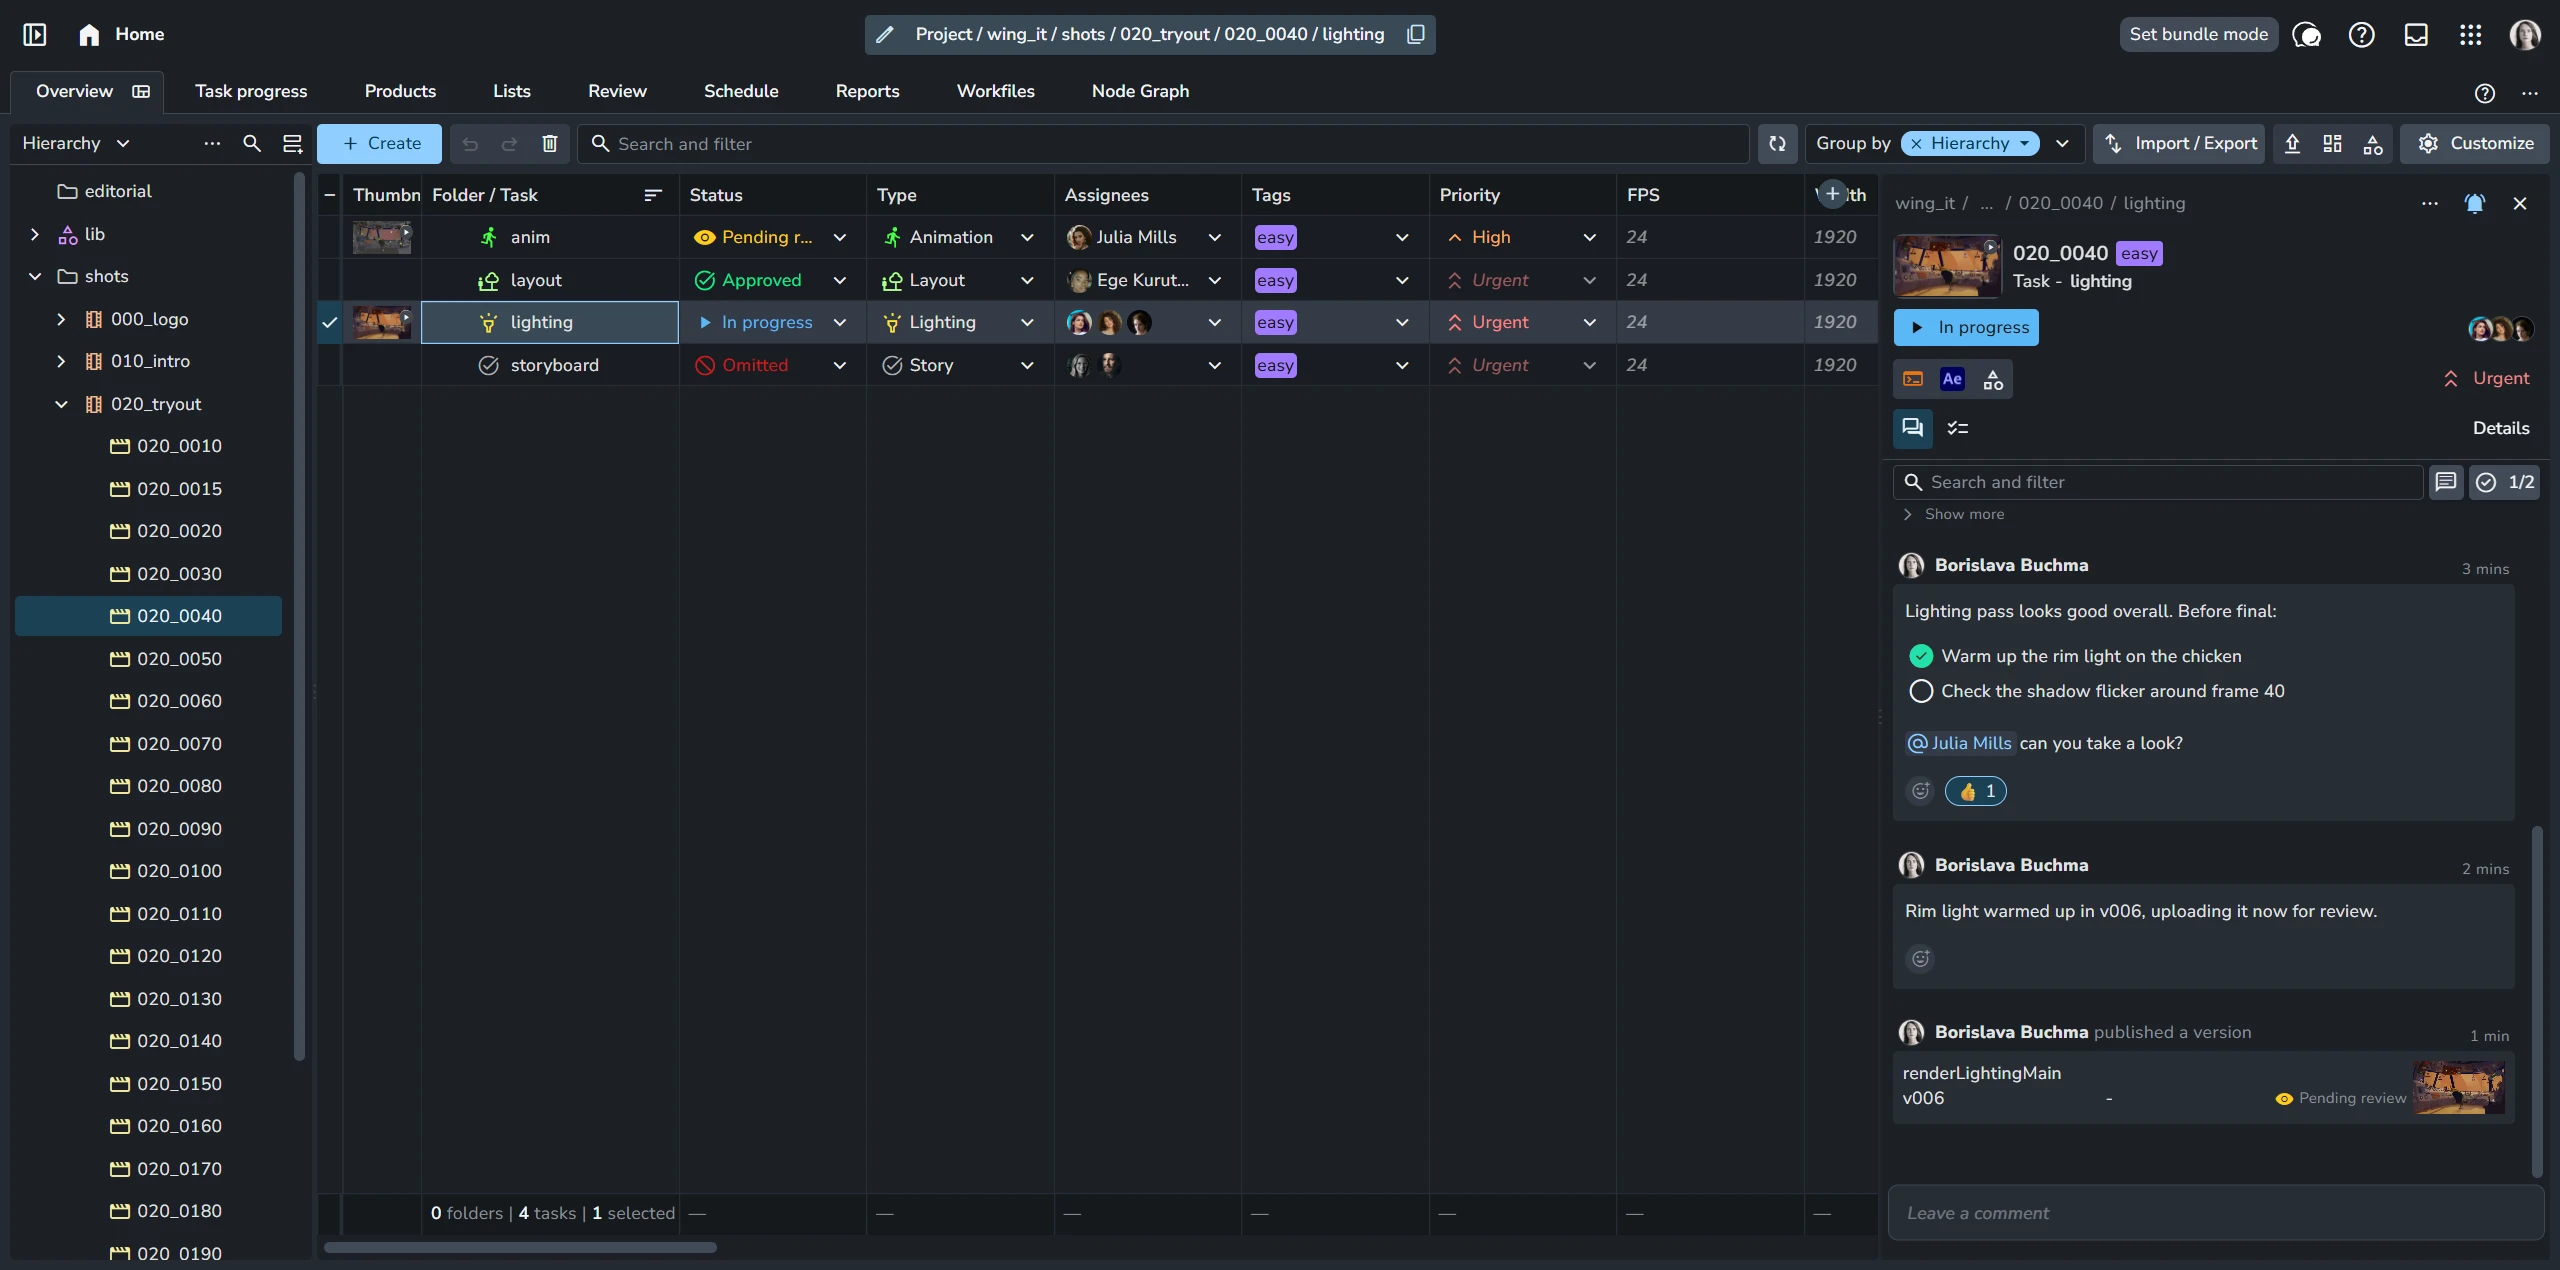 Home
Project / wing_it / shots / 020_tryout / 020_0040 / lighting
Set bundle mode
Overview
Task progress
Products
Lists
Review
Schedule
Reports
Workfiles
Node Graph
Hierarchy
Create
Search and filter
Group by
Hierarchy
Import / Export
Customize
editorial
lib
shots
000_logo
010_intro
020_tryout
020_0010
020_0015
020_0020
020_0030
020_0040
020_0050
020_0060
020_0070
020_0080
020_0090
020_0100
020_0110
020_0120
020_0130
020_0140
020_0150
020_0160
020_0170
020_0180
020_0190
Thumbn Folder / Task Status Type Assignees Tags Priority FPS
anim Pending r... Animation Julia Mills easy High 24 1920
layout Approved Layout Ege Kurut... easy Urgent 24 1920
lighting In progress Lighting easy Urgent 24 1920
storyboard Omitted Story easy Urgent 24 1920
0 folders | 4 tasks | 1 selected — — — — — — —
wing_it / ... / 020_0040 / lighting
020_0040 easy
Task - lighting
In progress
Ae
Urgent
Details
Search and filter
1/2
Show more
Borislava Buchma 3 mins
Lighting pass looks good overall. Before final:
Warm up the rim light on the chicken
Check the shadow flicker around frame 40
@Julia Mills can you take a look?
👍 1
Borislava Buchma 2 mins
Rim light warmed up in v006, uploading it now for review.
Borislava Buchma published a version 1 min
renderLightingMain
v006 - Pending review
Leave a comment